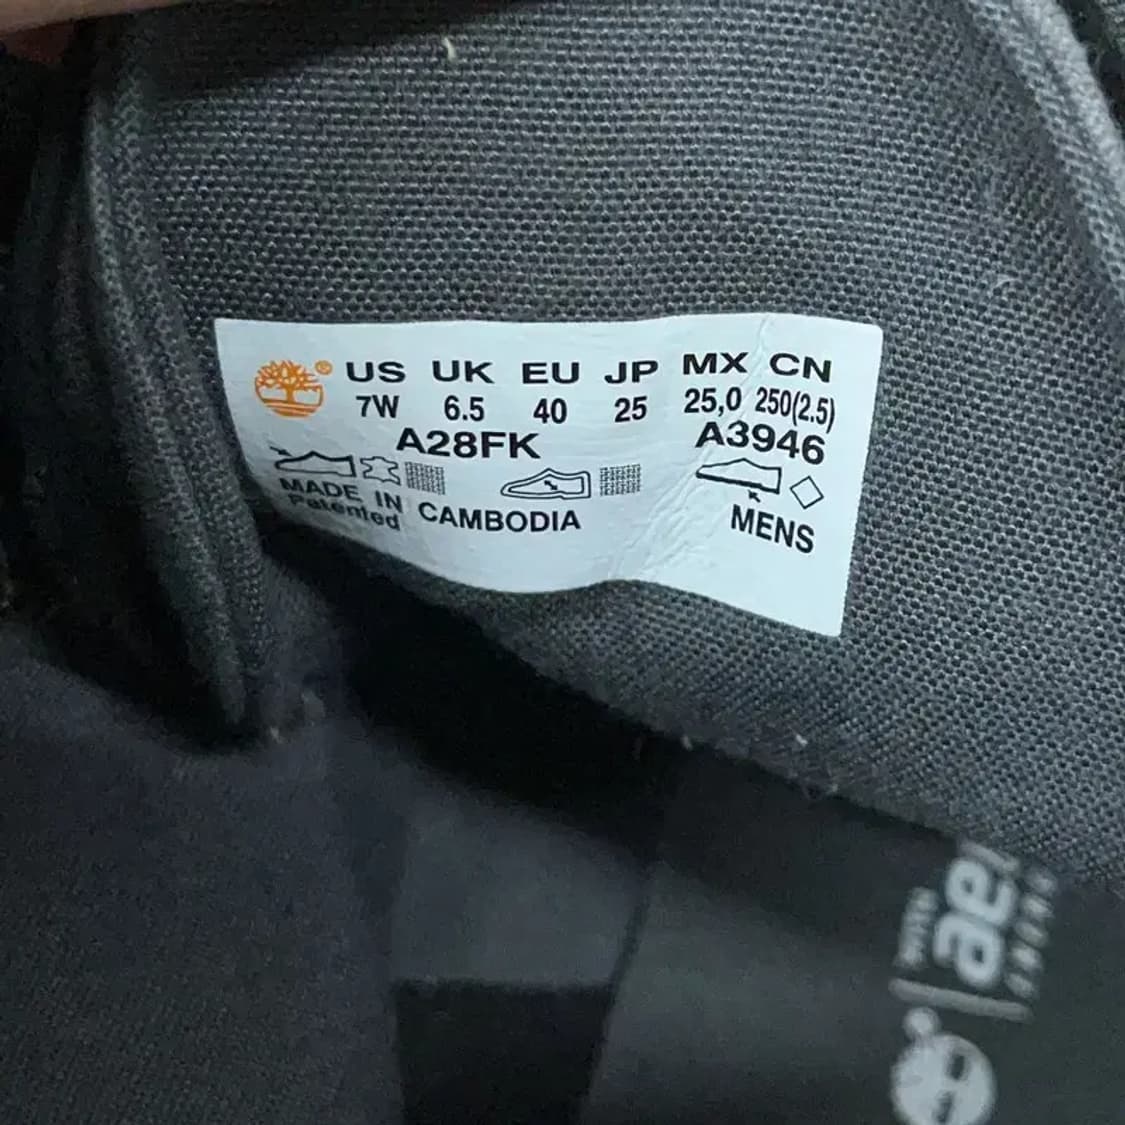 ® US UK EU JP MX CN
7W 6.5 40 25 25,0 250(2.5)
A28FK A3946
MADE IN CAMBODIA
Patented
MENS